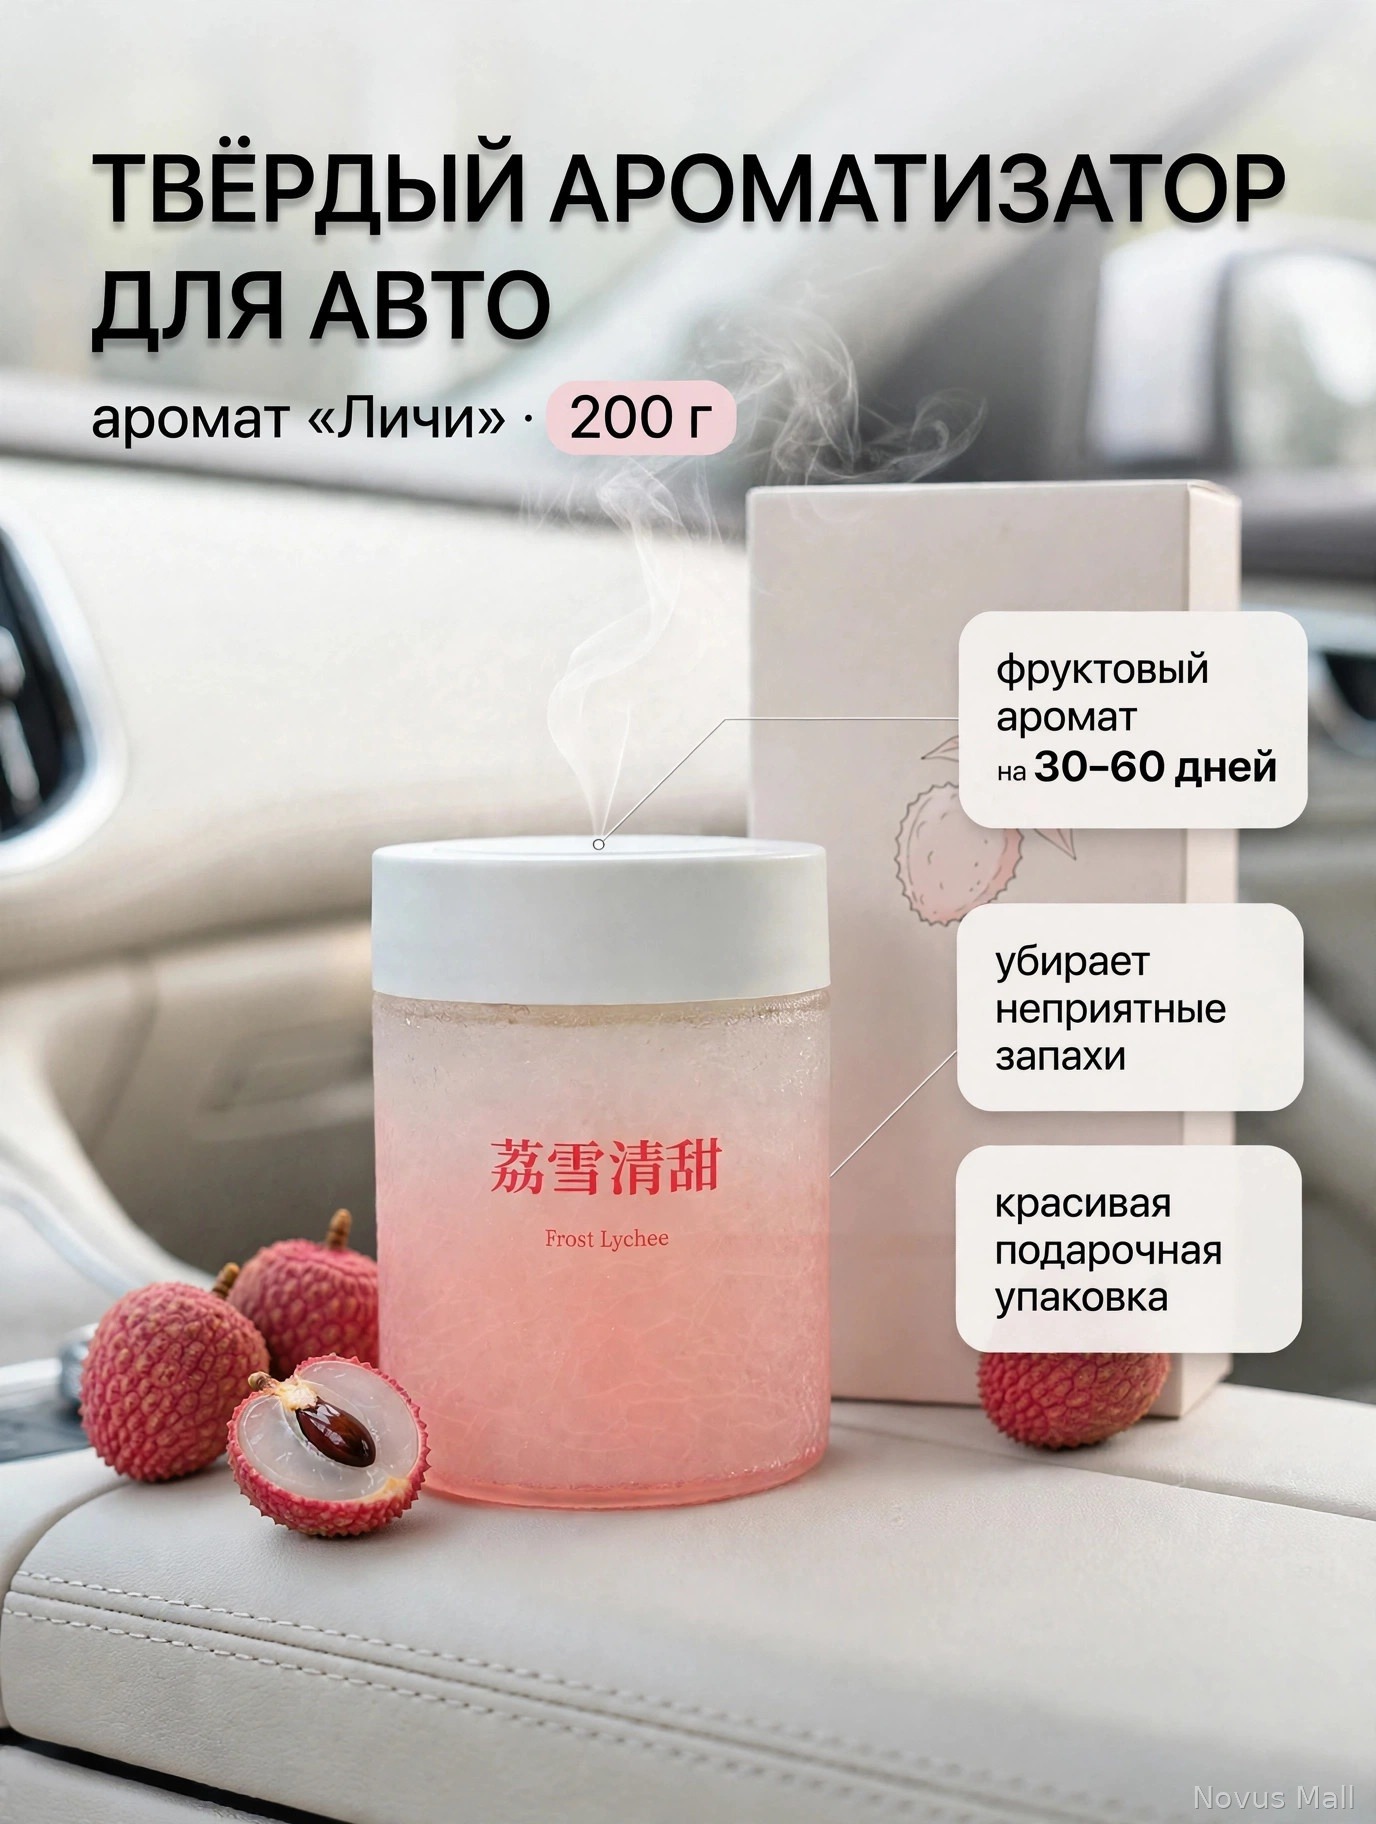 ТВЁРДЫЙ АРОМАТИЗАТОР
ДЛЯ АВТО
аромат «Личи» · 200 г
фруктовый
аромат
на 30–60 дней
убирает
неприятные
запахи
荔雪清甜
Frost Lychee
красивая
подарочная
упаковка
Novus Mall